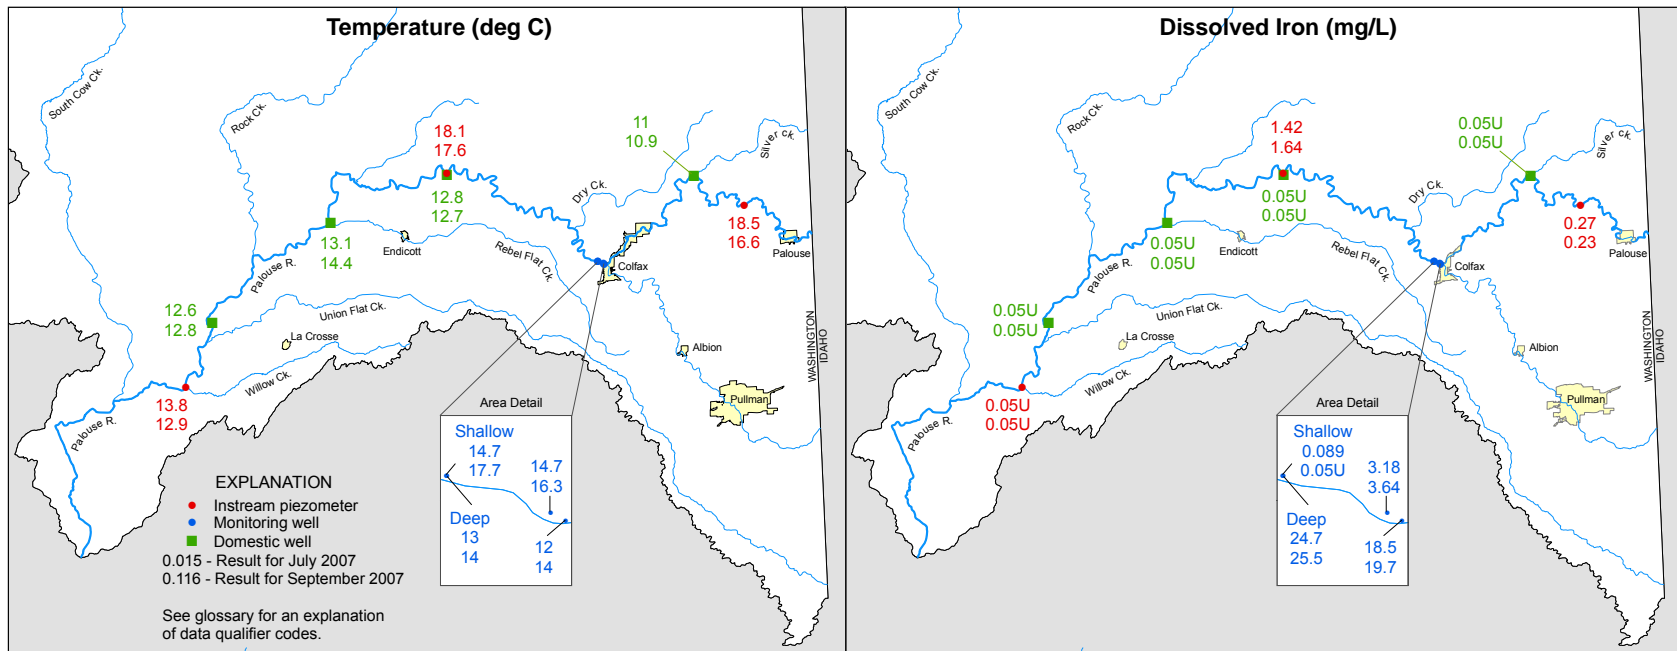 Temperature (deg C)
South Cow Ck.
Rock Ck.
18.1
17.6
11
10.9
Silver ck.
Dry Ck.
12.8
12.7
18.5
16.6
13.1
14.4
Endicott
Rebel Flat Ck.
Colfax
Palouse
Palouse R.
12.6
12.8
Union Flat Ck.
La Crosse
Albion
WASHINGTON
IDAHO
Willow Ck.
13.8
12.9
Pullman
Palouse R.
Area Detail
Shallow
14.7
17.7
14.7
16.3
Deep
13
14
12
14
EXPLANATION
Instream piezometer
Monitoring well
Domestic well
0.015 - Result for July 2007
0.116 - Result for September 2007
See glossary for an explanation
of data qualifier codes.
Dissolved Iron (mg/L)
South Cow Ck.
Rock Ck.
1.42
1.64
0.05U
0.05U
Silver ck.
Dry Ck.
0.05U
0.05U
0.27
0.23
0.05U
0.05U
Endicott
Rebel Flat Ck.
Colfax
Palouse
Palouse R.
0.05U
0.05U
Union Flat Ck.
La Crosse
Albion
WASHINGTON
IDAHO
Willow Ck.
0.05U
0.05U
Pullman
Palouse R.
Area Detail
Shallow
0.089
0.05U
3.18
3.64
Deep
24.7
25.5
18.5
19.7